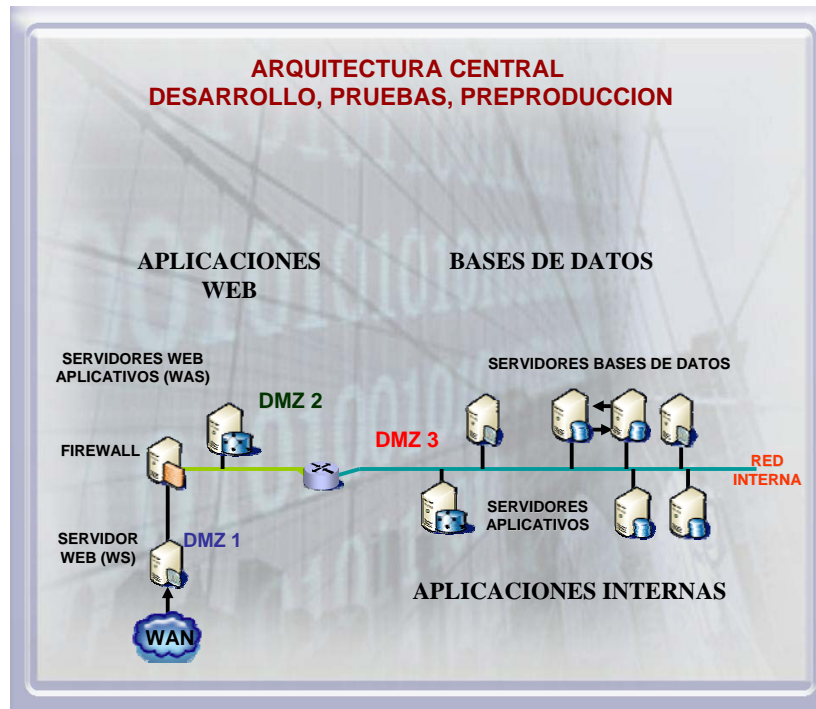 ARQUITECTURA CENTRAL
DESARROLLO, PRUEBAS, PREPRODUCCION
APLICACIONES
WEB
BASES DE DATOS
SERVIDORES WEB
APLICATIVOS (WAS)
SERVIDORES BASES DE DATOS
DMZ 2
DMZ 3
FIREWALL
RED
INTERNA
SERVIDORES
APLICATIVOS
SERVIDOR
WEB (WS)
DMZ 1
APLICACIONES INTERNAS
WAN